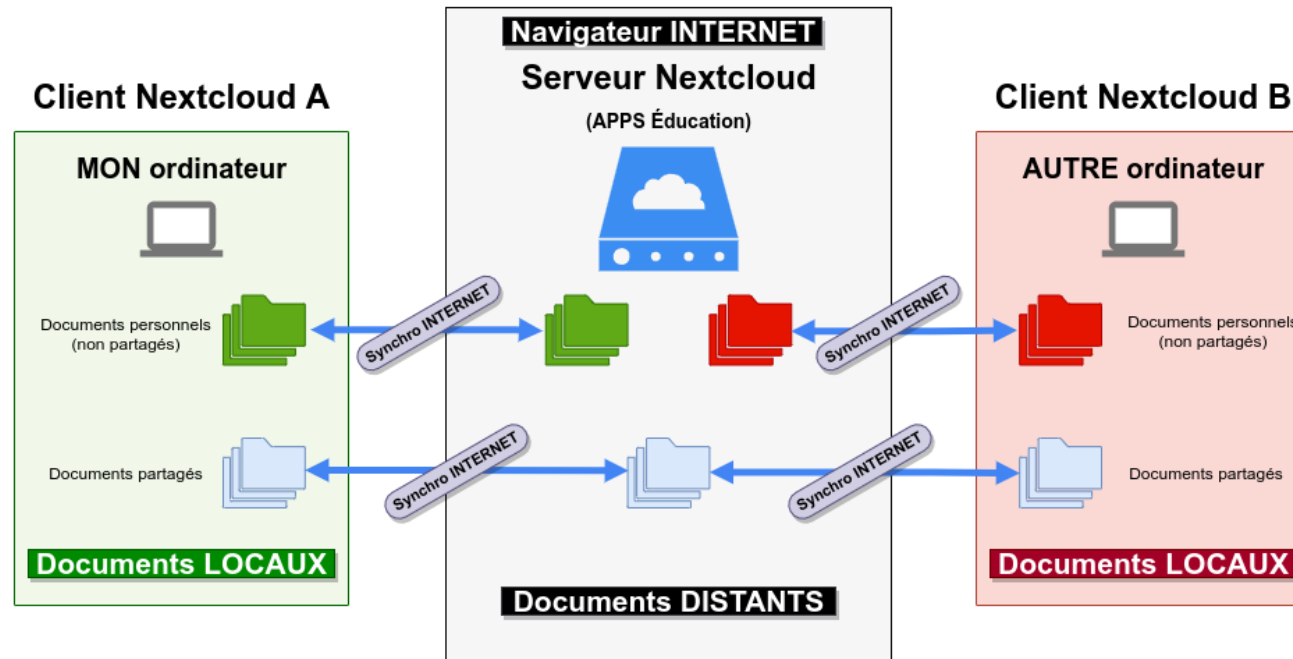 Navigateur INTERNET
Serveur Nextcloud
(APPS Éducation)
Client Nextcloud A
MON ordinateur
Documents personnels
(non partagés)
Synchro INTERNET
Documents partagés
Synchro INTERNET
Documents LOCAUX
Documents DISTANTS
Client Nextcloud B
AUTRE ordinateur
Synchro INTERNET
Documents personnels
(non partagés)
Synchro INTERNET
Documents partagés
Documents LOCAUX